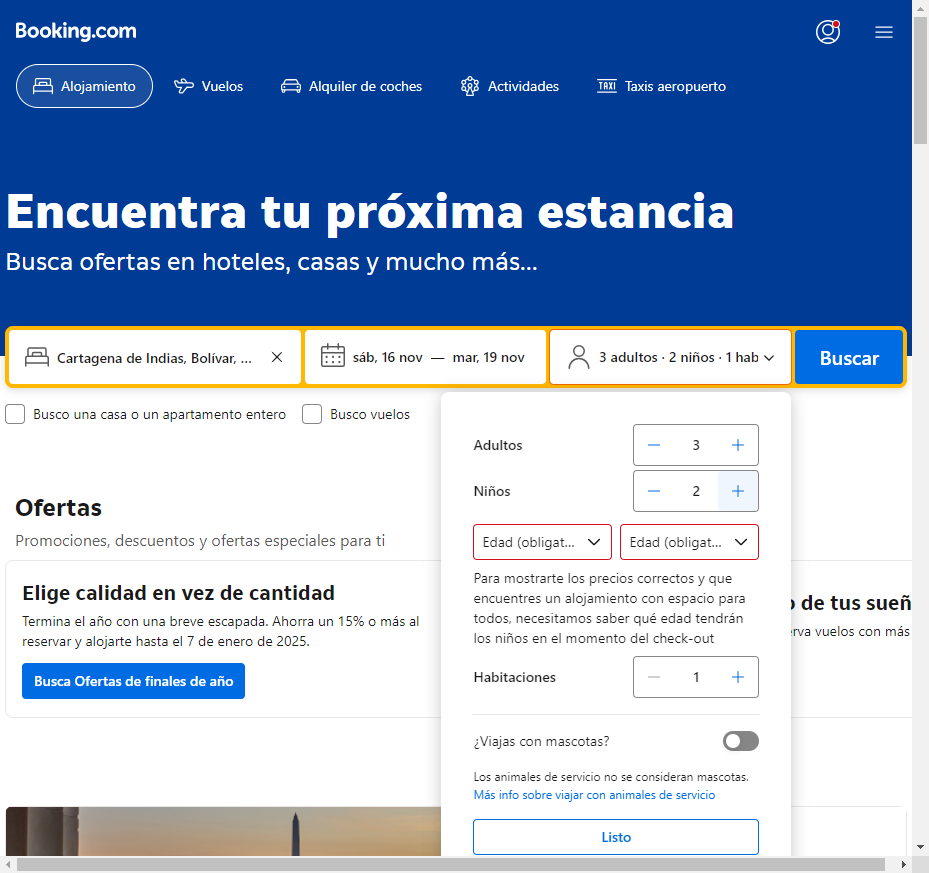 Booking.com
Alojamiento
Vuelos
Alquiler de coches
Actividades
TAXI
Taxis aeropuerto
Encuentra tu próxima estancia
Busca ofertas en hoteles, casas y mucho más...
Cartagena de Indias, Bolívar, ...
sáb, 16 nov — mar, 19 nov
3 adultos · 2 niños · 1 hab
Buscar
Busco una casa o un apartamento entero
Busco vuelos
Adultos
3
Niños
2
Edad (obligat...
Edad (obligat...
Para mostrarte los precios correctos y que
encuentres un alojamiento con espacio para
todos, necesitamos saber qué edad tendrán
los niños en el momento del check-out
Habitaciones
1
¿Viajas con mascotas?
Los animales de servicio no se consideran mascotas.
Más info sobre viajar con animales de servicio
Listo
Ofertas
Promociones, descuentos y ofertas especiales para ti
Elige calidad en vez de cantidad
Termina el año con una breve escapada. Ahorra un 15% o más al
reservar y alojarte hasta el 7 de enero de 2025.
Busca Ofertas de finales de año
de tus sueñ
vuelos con más